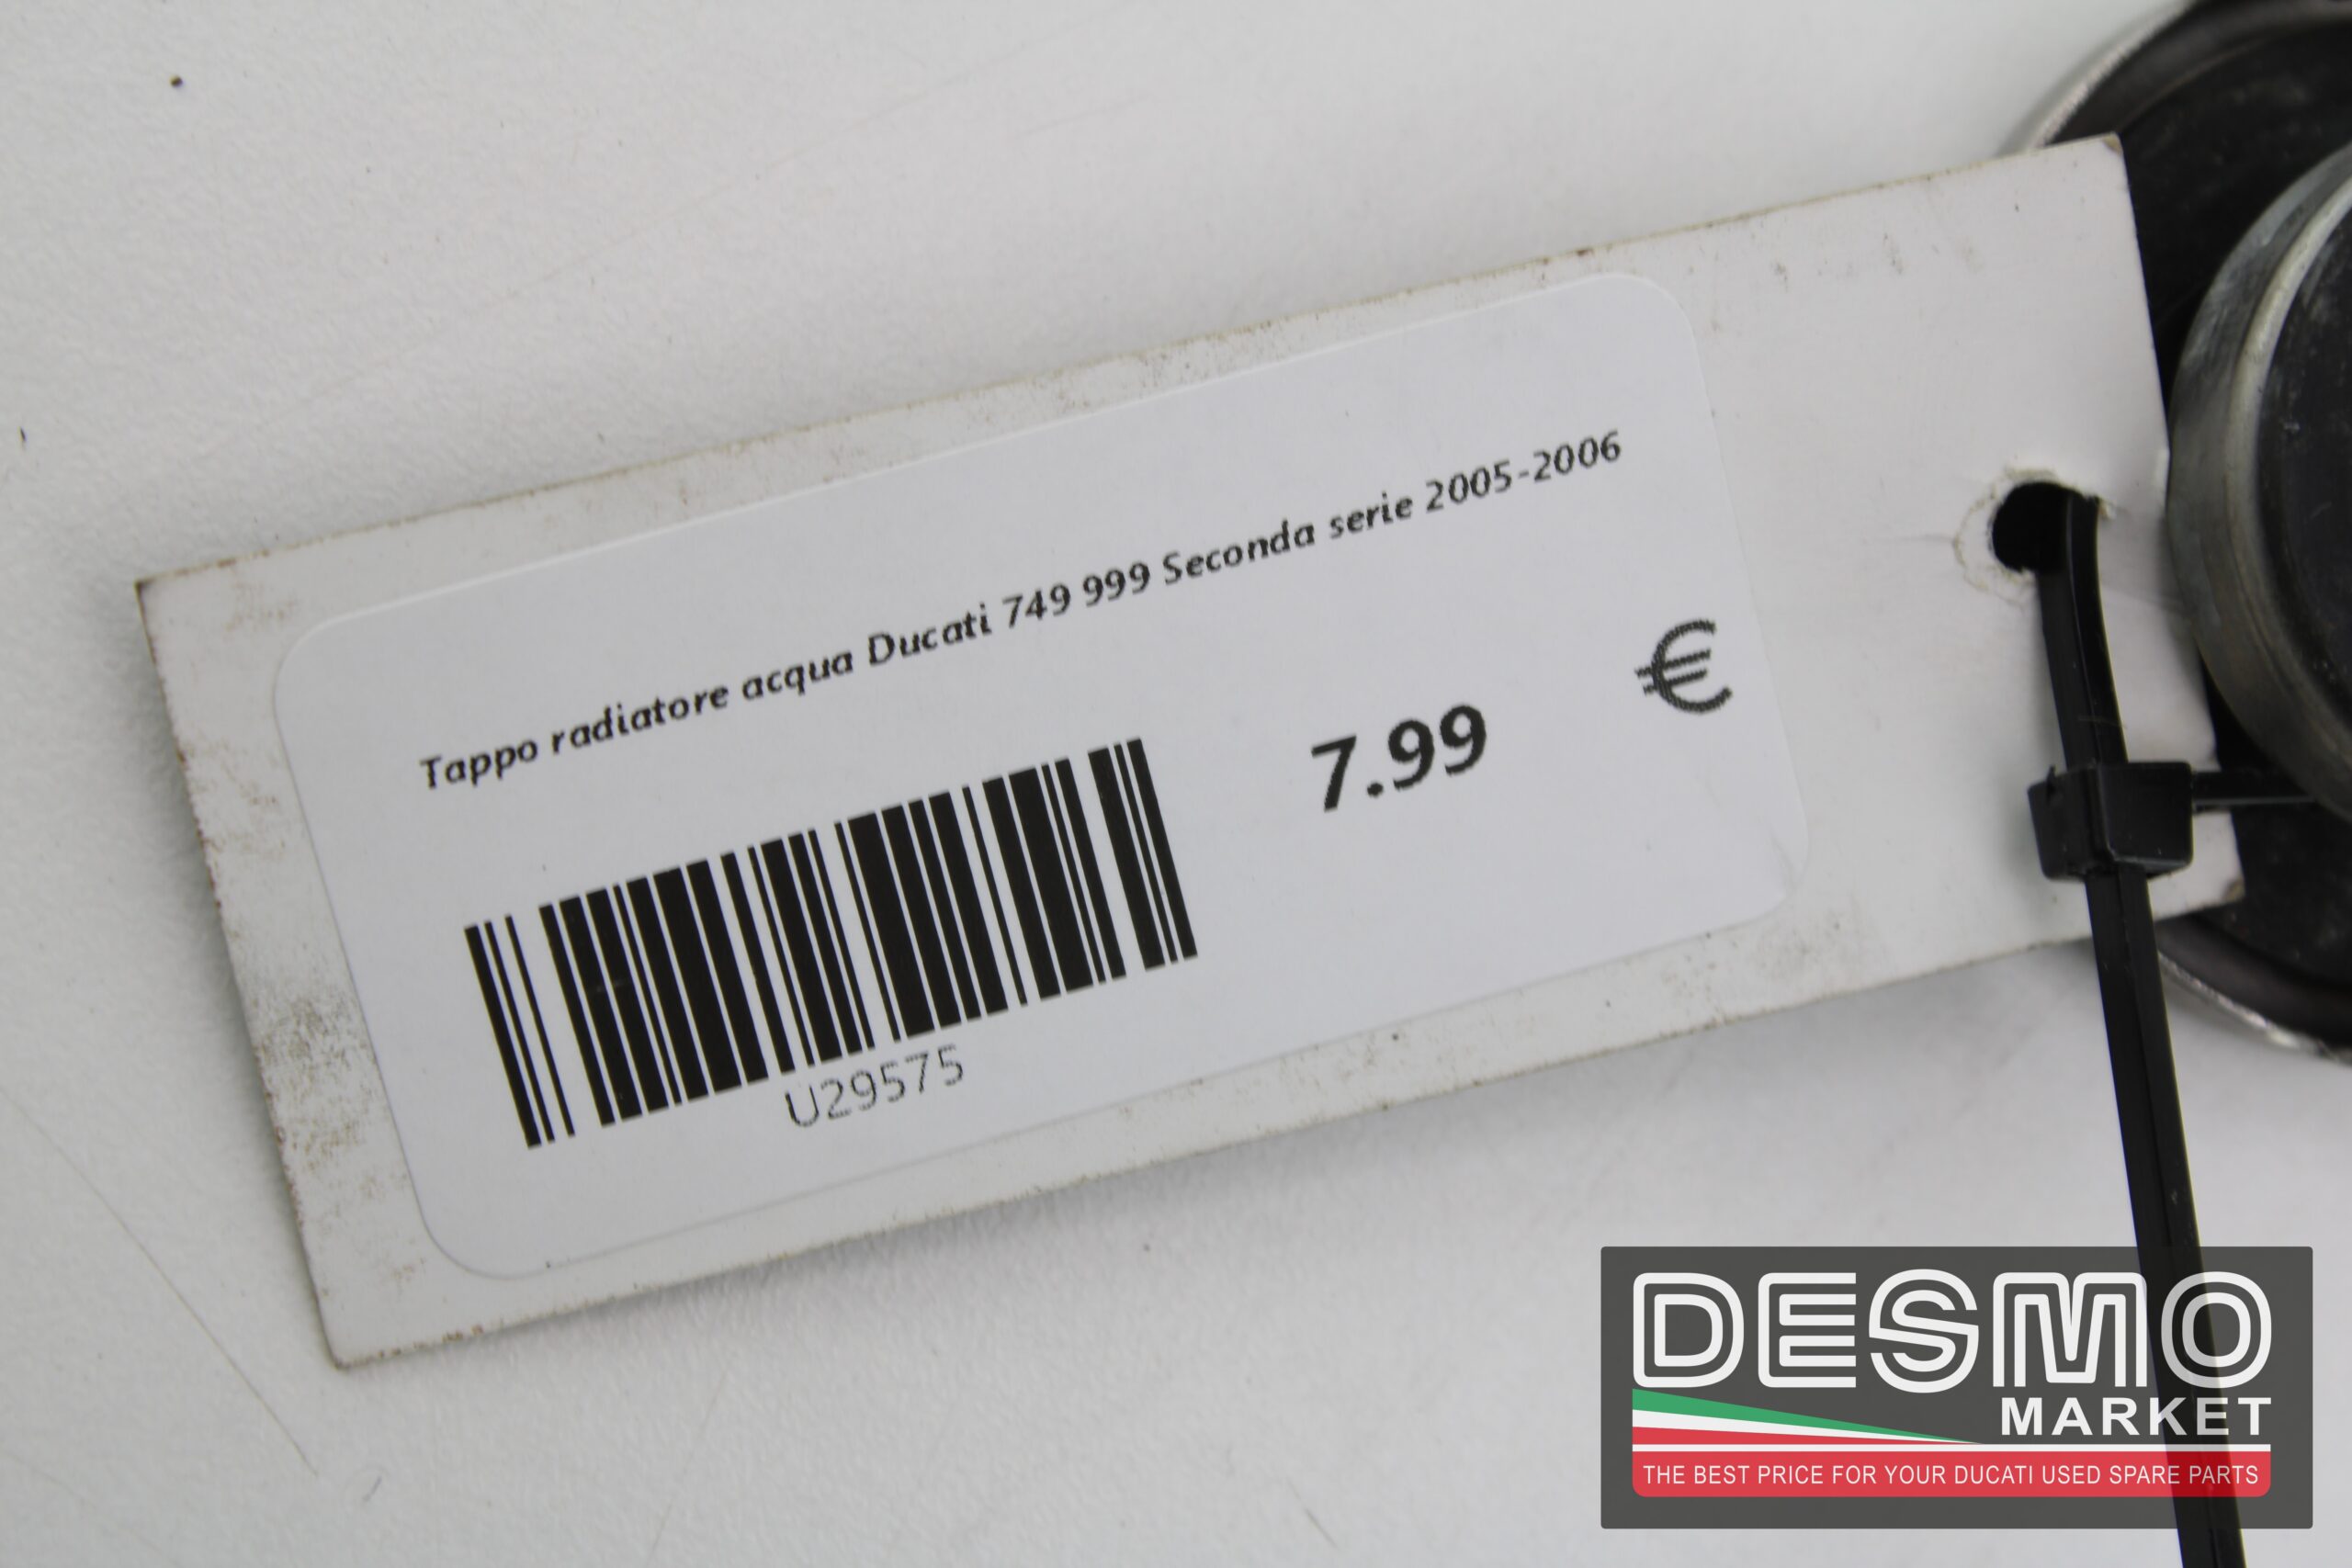 Tappo radiatore acqua Ducati 749 999 Seconda serie 2005-2006
7.99 €
U29575
DESMO
MARKET
THE BEST PRICE FOR YOUR DUCATI USED SPARE PARTS